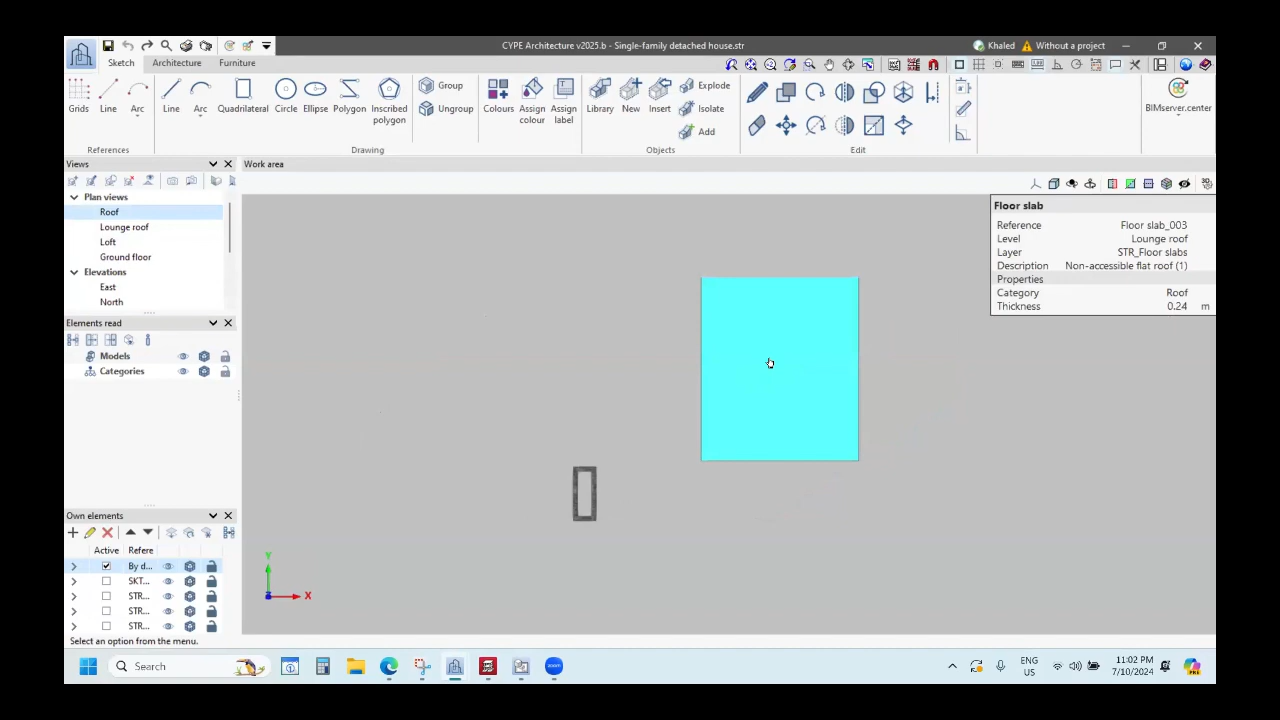 CYPE Architecture v2025.b - Single-family detached house.str
Khaled
Without a project
Sketch
Architecture
Furniture
Grids
Line
Arc
Line
Arc
Quadrilateral
Circle
Ellipse
Polygon
Inscribed
polygon
Group
Ungroup
Colours
Assign
colour
Assign
label
Library
New
Insert
Explode
Isolate
Add
BIMserver.center
References
Drawing
Objects
Edit
Views
Work area
Plan views
Roof
Lounge roof
Loft
Ground floor
Elevations
East
North
Floor slab
Reference Floor slab_003
Level Lounge roof
Layer STR_Floor slabs
Description Non-accessible flat roof (1)
Properties
Category Roof
Thickness 0.24 m
Elements read
Models
Categories
Own elements
Active Refere
By d...
SKT...
STR...
STR...
STR...
Y
X
Select an option from the menu.
Search
zoom
ENG
US
11:02 PM
7/10/2024
PRE